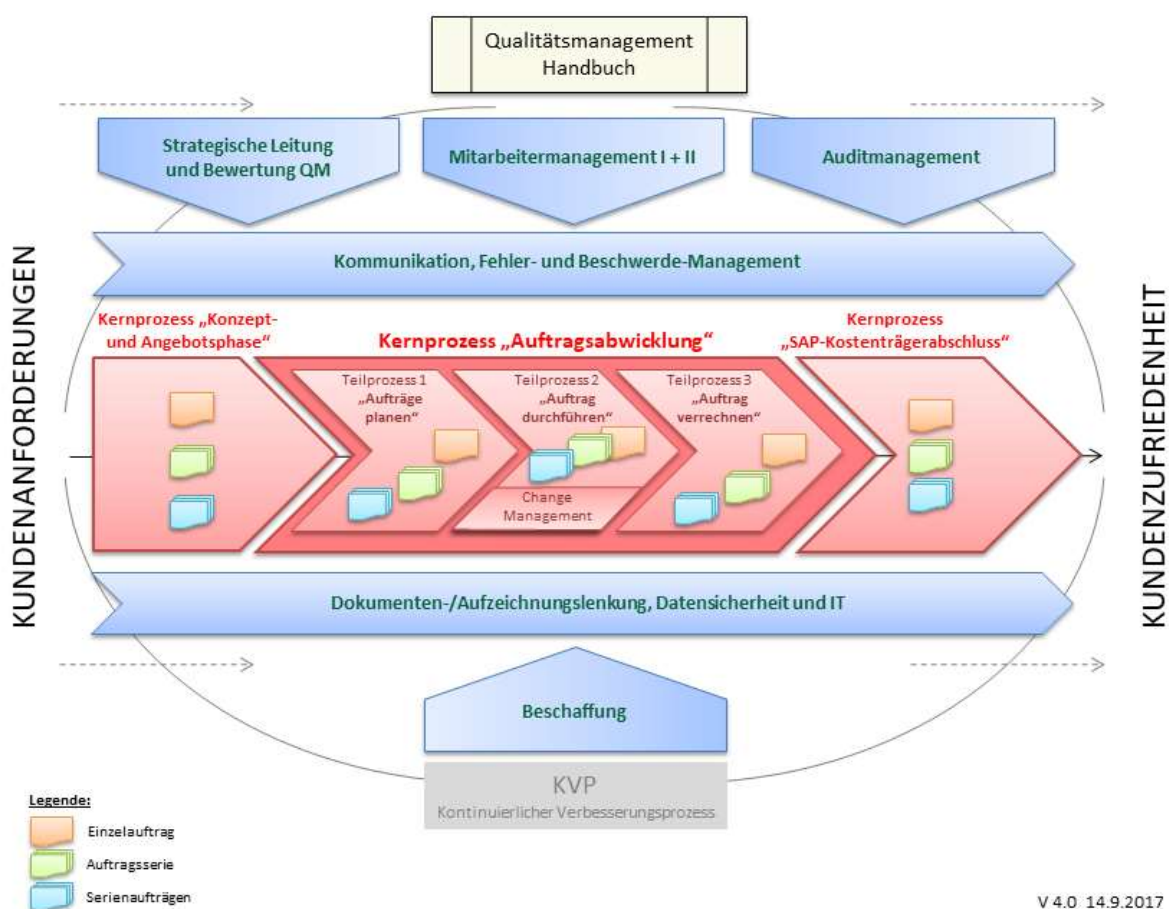 Qualitätsmanagement
Handbuch
Strategische Leitung
und Bewertung QM
Mitarbeitermanagement I + II
Auditmanagement
KUNDENANFORDERUNGEN
Kommunikation, Fehler- und Beschwerde-Management
KUNDENZUFRIEDENHEIT
Kernprozess „Konzept-
und Angebotsphase“
Kernprozess „Auftragsabwicklung“
Kernprozess
„SAP-Kostenträgerabschluss“
Teilprozess 1
„Aufträge
planen“
Teilprozess 2
„Auftrag
durchführen“
Change
Management
Teilprozess 3
„Auftrag
verrechnen“
Dokumenten-/Aufzeichnungslenkung, Datensicherheit und IT
Beschaffung
KVP
Kontinuierlicher Verbesserungsprozess
Legende:
Einzelauftrag
Auftragsserie
Serienaufträgen
V 4.0 14.9.2017